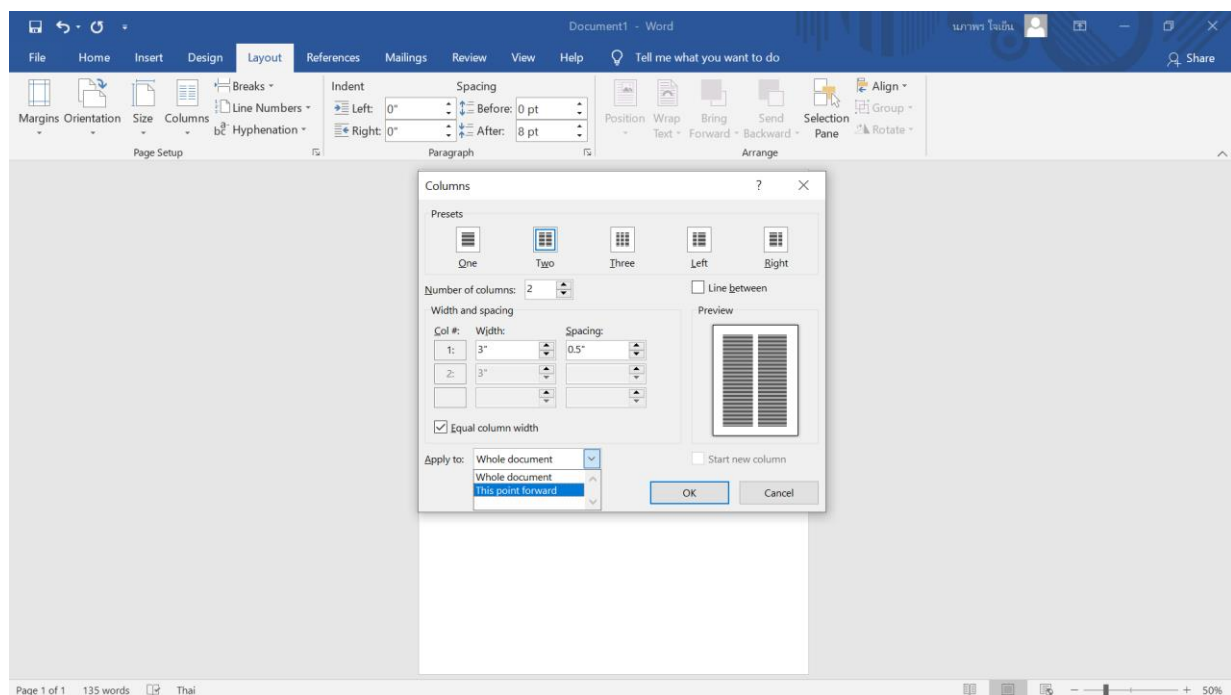 Document1 - Word
นภาพร ใจเย็น
File Home Insert Design Layout References Mailings Review View Help Tell me what you want to do Share
Margins Orientation Size Columns
Breaks
Line Numbers
Hyphenation
Page Setup
Indent
Left: 0"
Right: 0"
Spacing
Before: 0 pt
After: 8 pt
Paragraph
Position Wrap Text Bring Forward Send Backward Selection Pane
Align
Group
Rotate
Arrange
Columns ?
Presets
One Two Three Left Right
Number of columns: 2
Line between
Width and spacing
Preview
Col #: Width: Spacing:
1: 3" 0.5"
2: 3"
Equal column width
Apply to: Whole document
Start new column
Whole document
This point forward
OK Cancel
Page 1 of 1 135 words Thai 50%